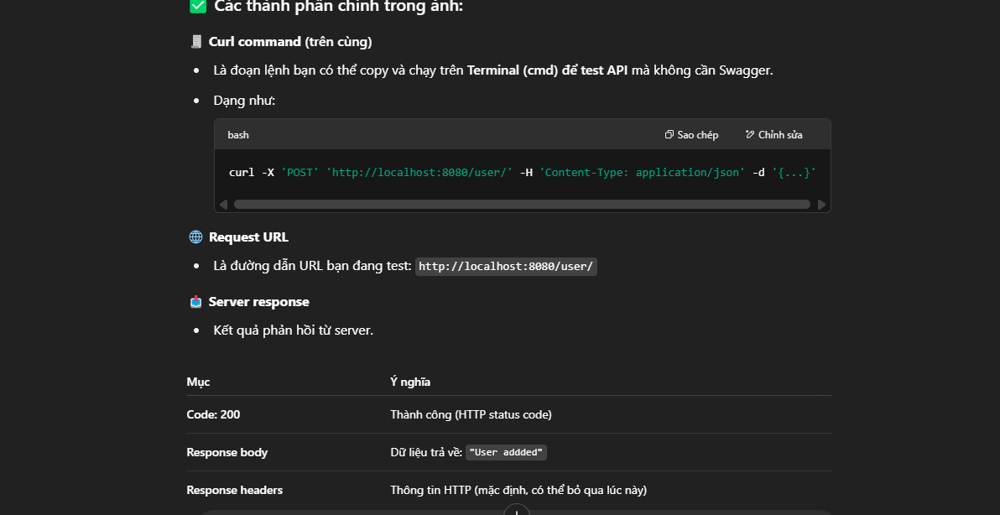 Các thành phần chính trong ảnh:
Curl command (trên cùng)
Là đoạn lệnh bạn có thể copy và chạy trên Terminal (cmd) để test API mà không cần Swagger.
Dạng như:
bash Sao chép Chỉnh sửa
curl -X 'POST' 'http://localhost:8080/user/' -H 'Content-Type: application/json' -d '{...}'
Request URL
Là đường dẫn URL bạn đang test: http://localhost:8080/user/
Server response
Kết quả phản hồi từ server.
Mục Ý nghĩa
Code: 200 Thành công (HTTP status code)
Response body Dữ liệu trả về: "User addded"
Response headers Thông tin HTTP (mặc định, có thể bỏ qua lúc này)